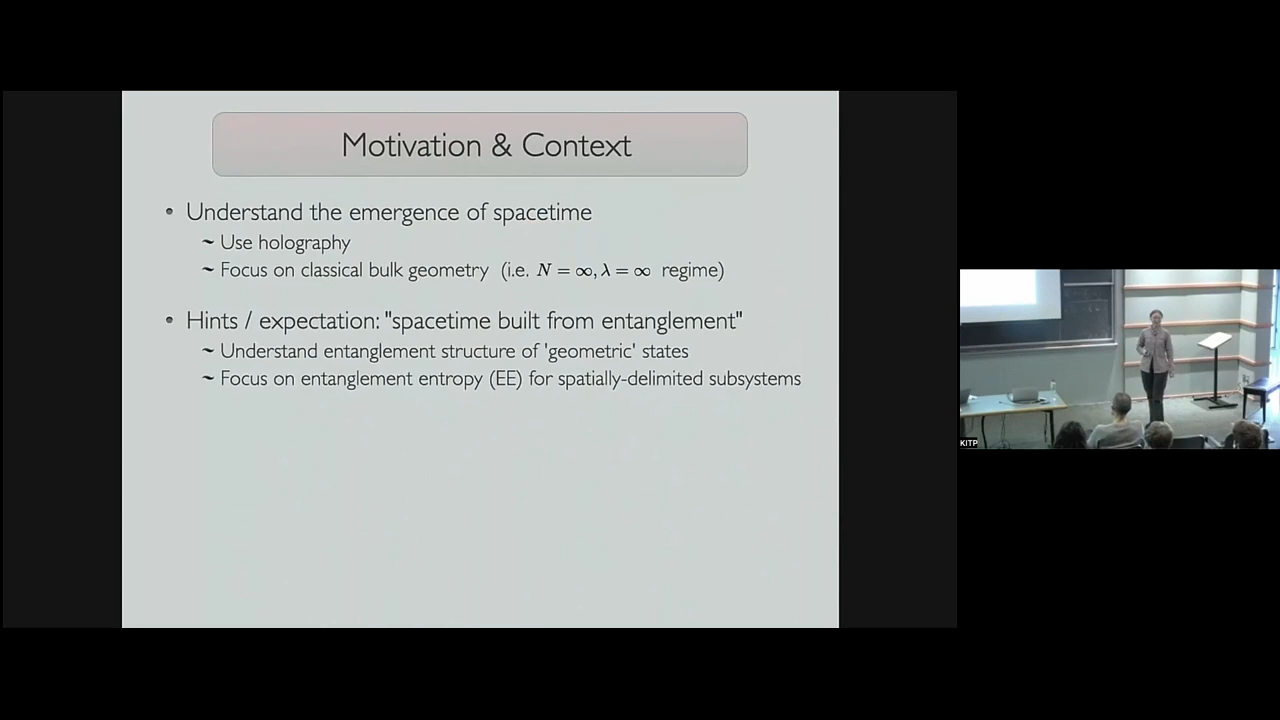 Motivation & Context
• Understand the emergence of spacetime
~ Use holography
~ Focus on classical bulk geometry (i.e. N = ∞, λ = ∞ regime)
• Hints / expectation: "spacetime built from entanglement"
~ Understand entanglement structure of 'geometric' states
~ Focus on entanglement entropy (EE) for spatially-delimited subsystems
KITP